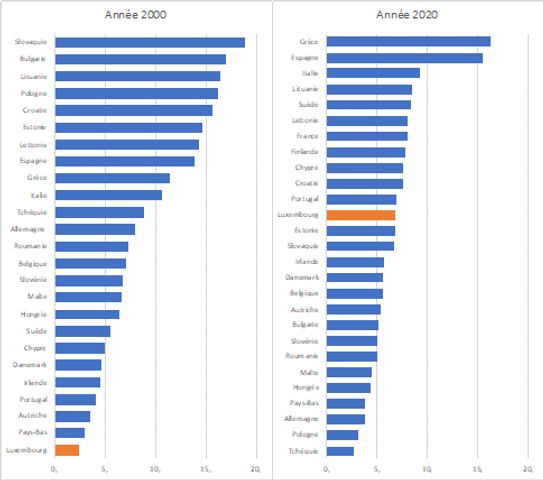 Année 2000
Slovaquie
Bulgarie
Lituanie
Pologne
Croatie
Estonie
Lettonie
Espagne
Grèce
Italie
Tchéquie
Allemagne
Roumanie
Belgique
Slovénie
Malte
Hongrie
Suède
Chypre
Danemark
Irlande
Portugal
Autriche
Pays-Bas
Luxembourg
0, 5, 10, 15, 20,
Année 2020
Grèce
Espagne
Italie
Lituanie
Suède
Lettonie
France
Finlande
Chypre
Croatie
Portugal
Luxembourg
Estonie
Slovaquie
Irlande
Danemark
Belgique
Autriche
Bulgarie
Slovénie
Roumanie
Malte
Hongrie
Pays-Bas
Allemagne
Pologne
Tchéquie
0, 5, 10, 15, 20,